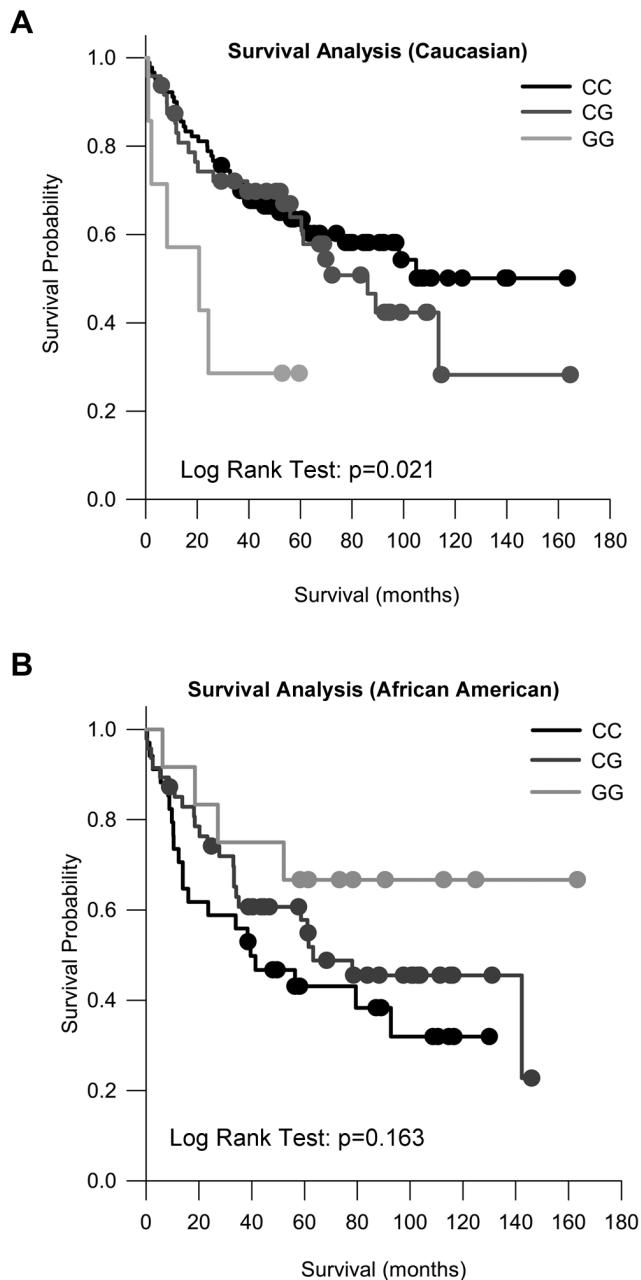 A
Survival Analysis (Caucasian)
CC
CG
GG
1.0
0.8
0.6
0.4
0.2
0.0
Survival Probability
Log Rank Test: p=0.021
0 20 40 60 80 100 120 140 160 180
Survival (months)
B
Survival Analysis (African American)
CC
CG
GG
1.0
0.8
0.6
0.4
0.2
0.0
Survival Probability
Log Rank Test: p=0.163
0 20 40 60 80 100 120 140 160 180
Survival (months)